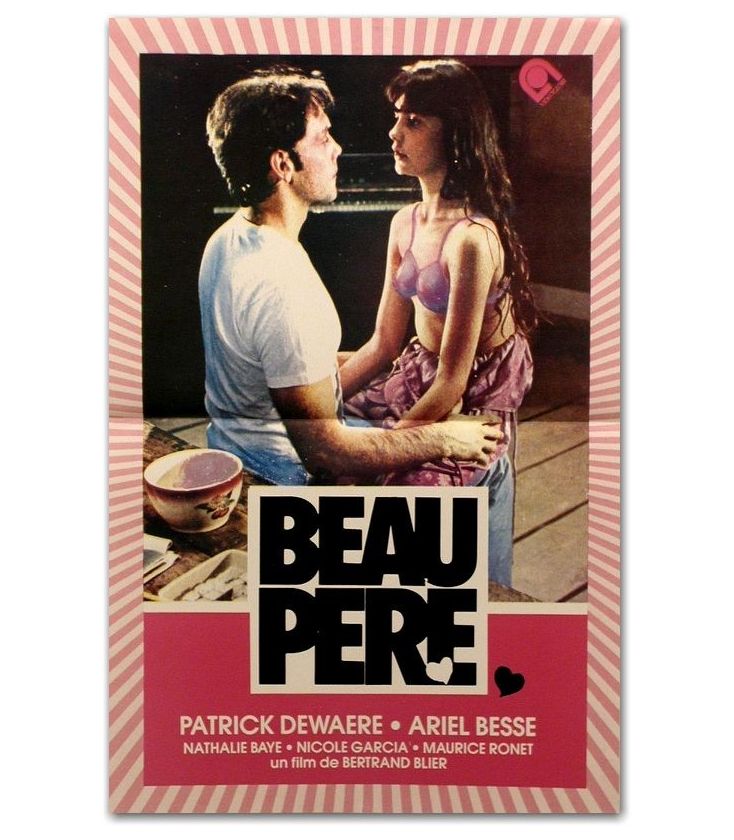 BEAU
PERE
PATRICK DEWAERE • ARIEL BESSE
NATHALIE BAYE • NICOLE GARCIA • MAURICE RONET
un film de BERTRAND BLIER